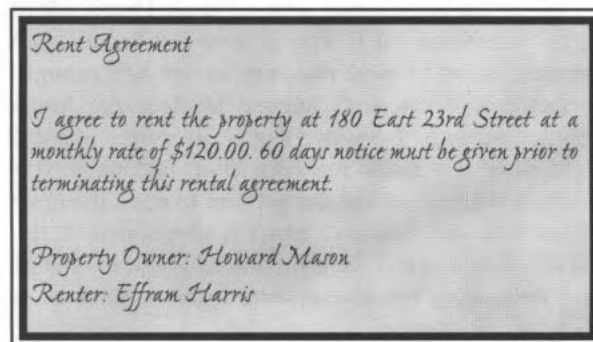 Rent Agreement
I agree to rent the property at 180 East 23rd Street at a
monthly rate of $120.00. 60 days notice must be given prior to
terminating this rental agreement.
Property Owner: Howard Mason
Renter: Effram Harris